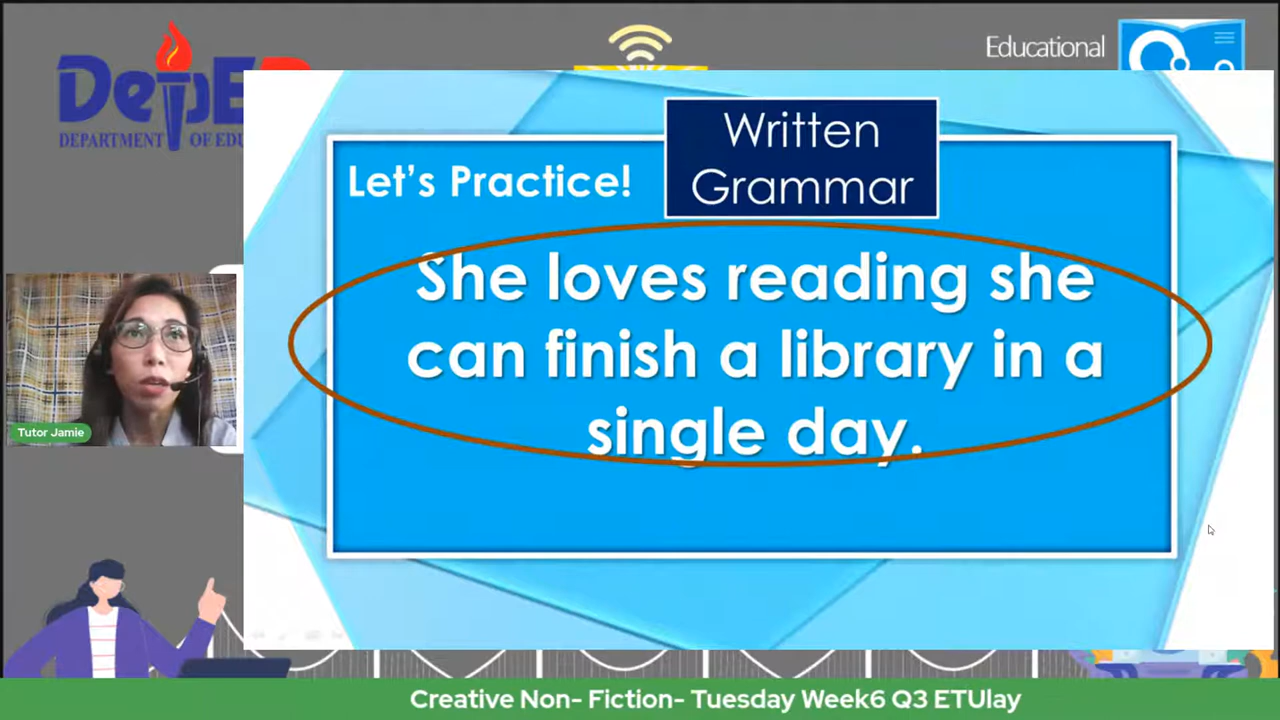 DepE
DEPARTMENT OF EDU
Educational
Written
Grammar
Let's Practice!
She loves reading she
can finish a library in a
single day.
Tutor Jamie
Creative Non- Fiction- Tuesday Week6 Q3 ETUlay